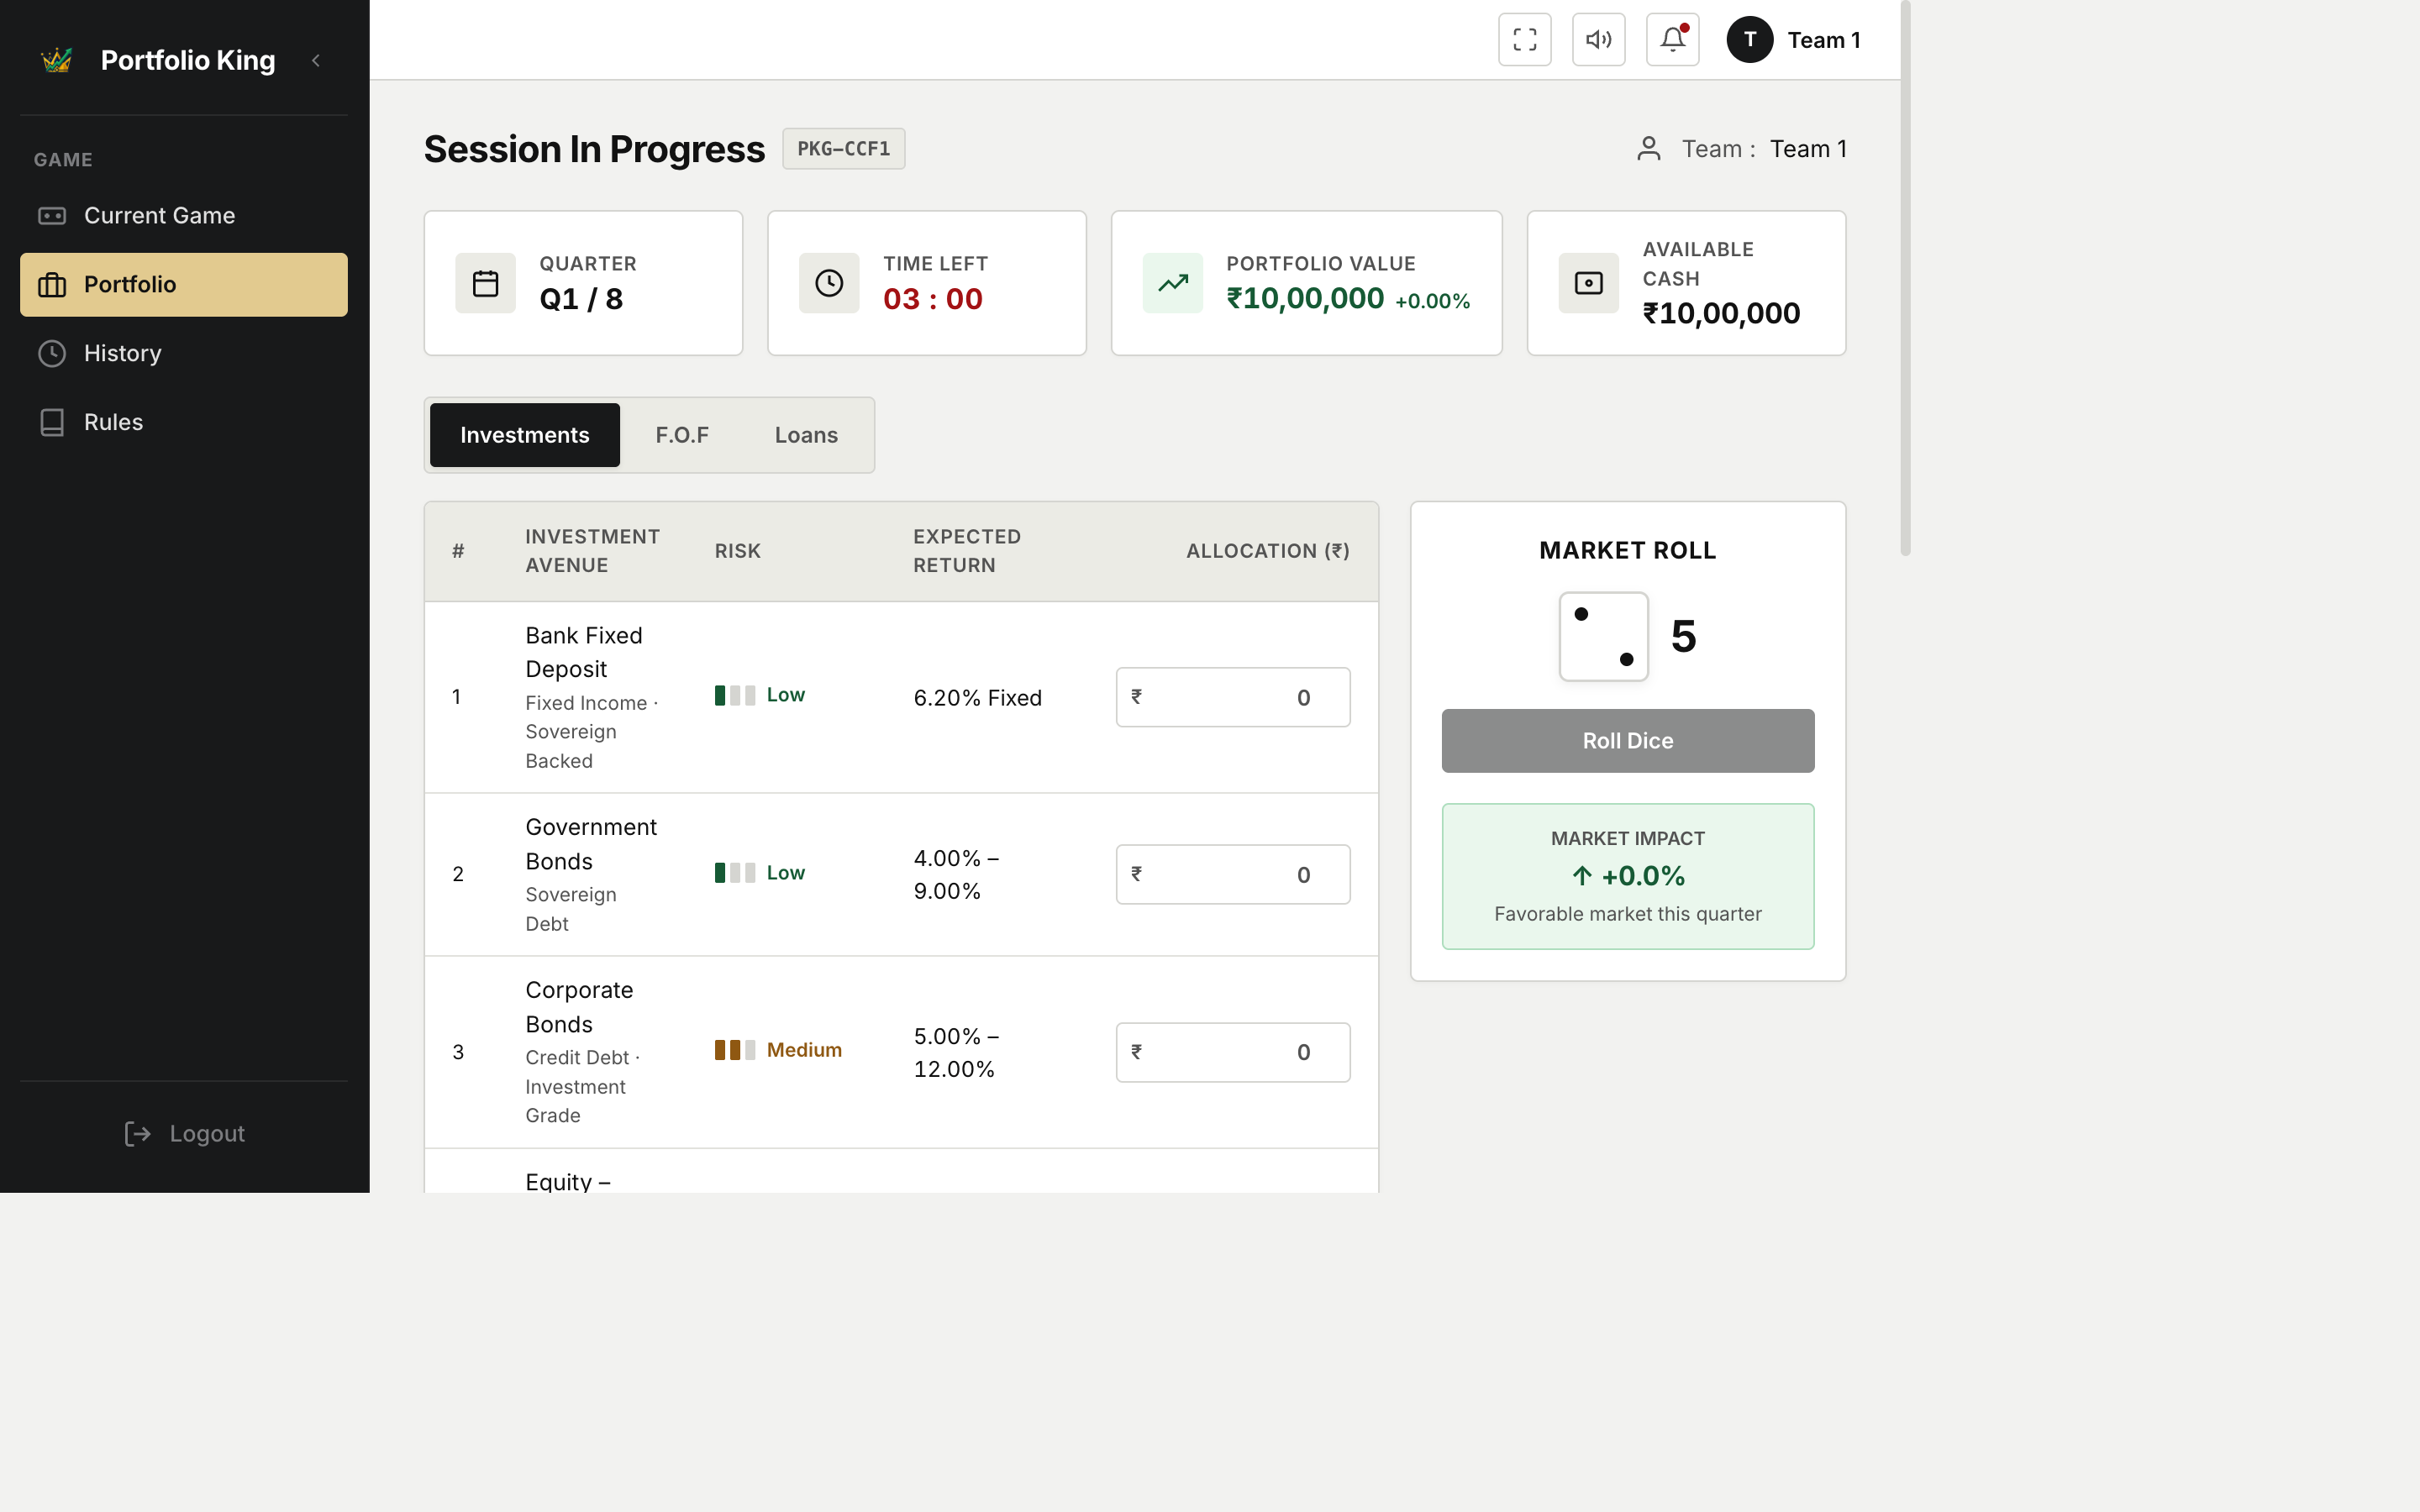 Portfolio King
GAME
Current Game
Portfolio
History
Rules
Logout
T
Team 1
Session In Progress
PKG-CCF1
Team : Team 1
QUARTER
Q1 / 8
TIME LEFT
03 : 00
PORTFOLIO VALUE
₹10,00,000 +0.00%
AVAILABLE
CASH
₹10,00,000
Investments
F.O.F
Loans
#
INVESTMENT
AVENUE
RISK
EXPECTED
RETURN
ALLOCATION (₹)
1
Bank Fixed
Deposit
Fixed Income ·
Sovereign
Backed
Low
6.20% Fixed
₹ 0
2
Government
Bonds
Sovereign
Debt
Low
4.00% –
9.00%
₹ 0
3
Corporate
Bonds
Credit Debt ·
Investment
Grade
Medium
5.00% –
12.00%
₹ 0
Equity –
MARKET ROLL
5
Roll Dice
MARKET IMPACT
↑ +0.0%
Favorable market this quarter